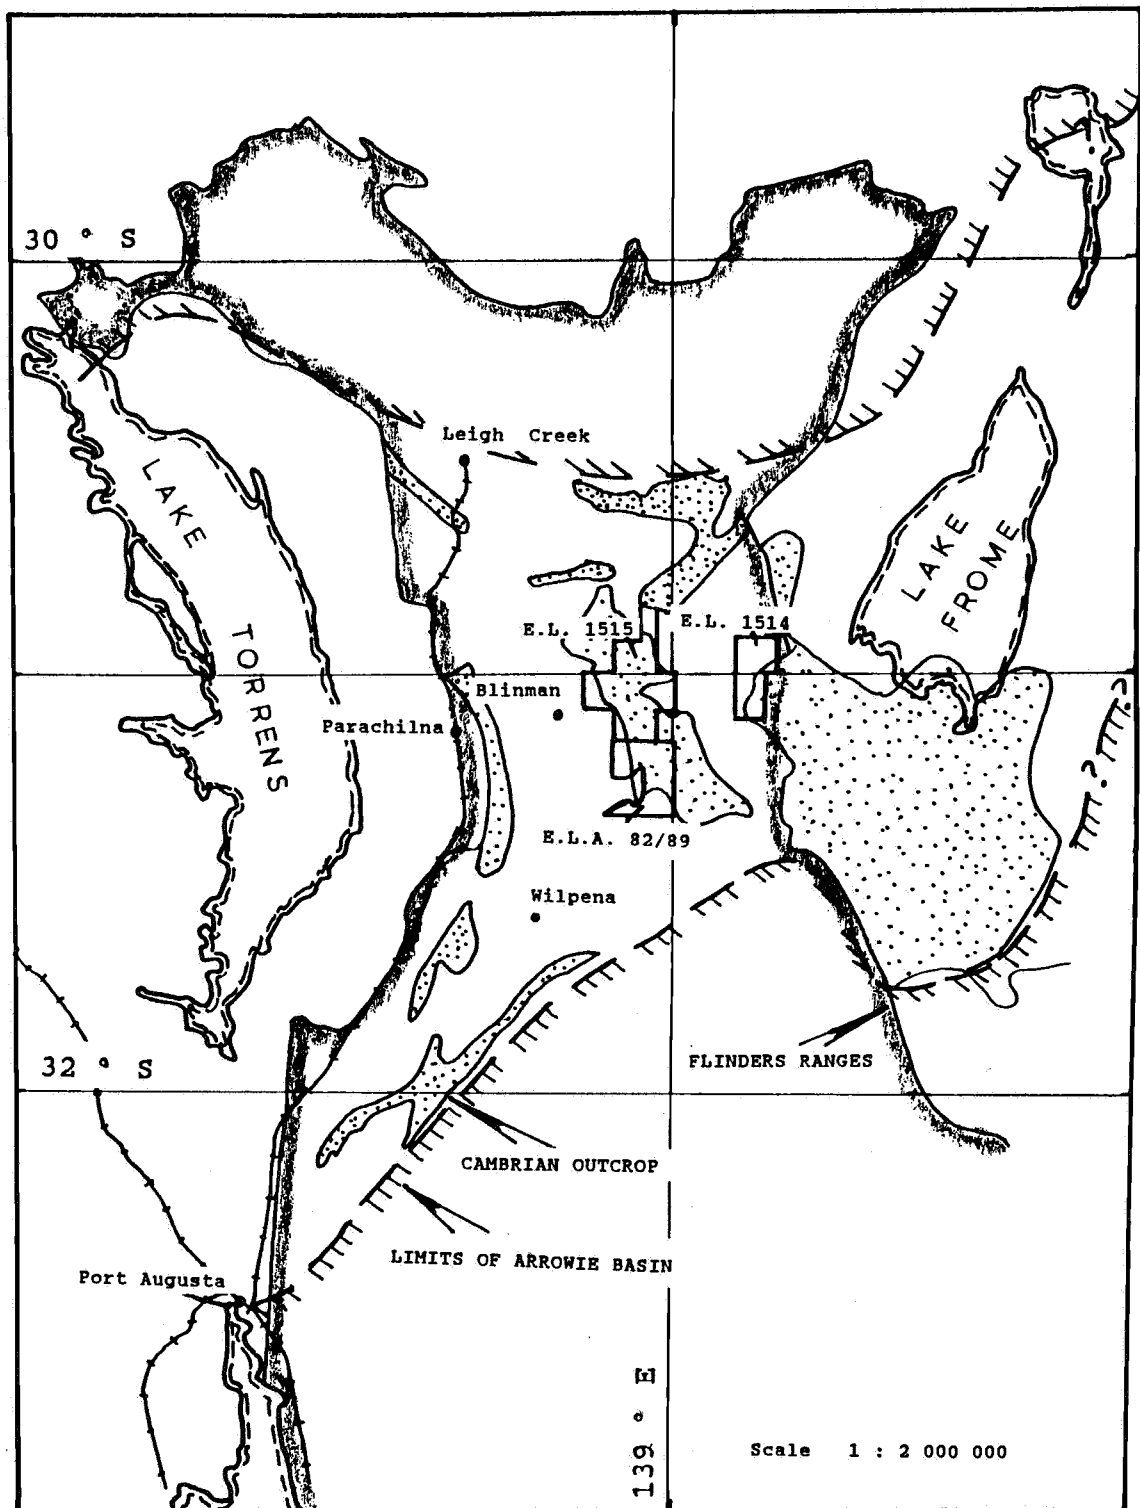 30 ° S
Leigh Creek
LAKE
TORRENS
LAKE
FROME
E.L. 1515
E.L. 1514
Blinman
Parachilna
?
?
E.L.A. 82/89
Wilpena
32 ° S
FLINDERS RANGES
CAMBRIAN OUTCROP
LIMITS OF ARROWIE BASIN
Port Augusta
139 ° E
Scale 1 : 2 000 000